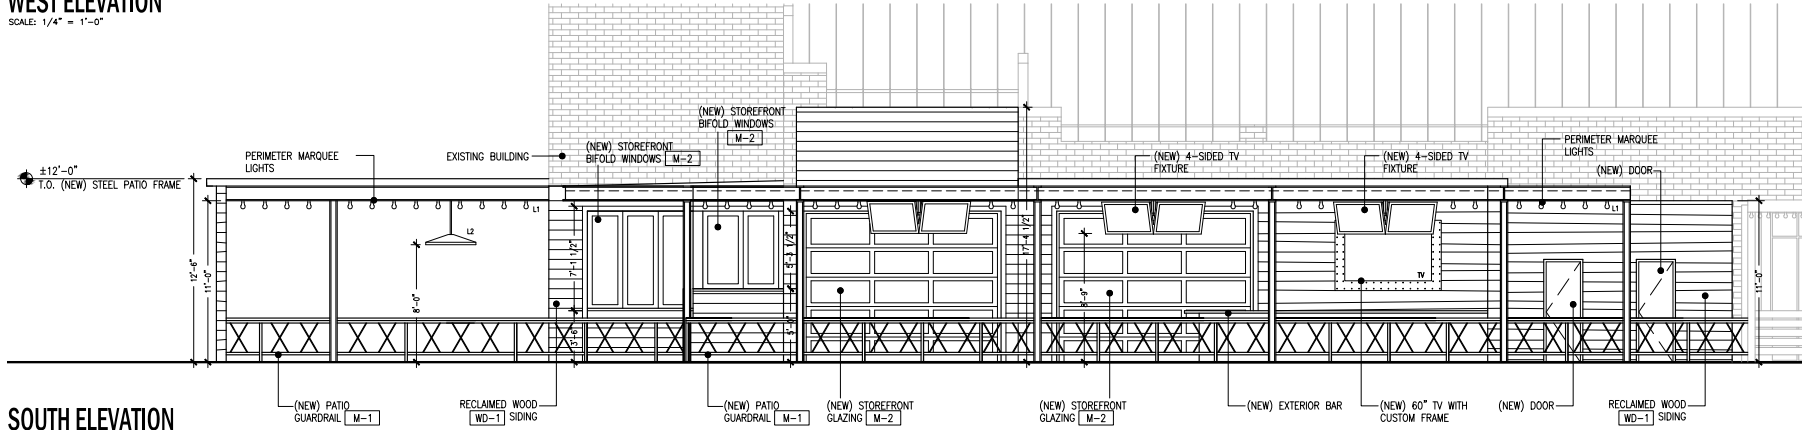 WEST ELEVATION
SCALE: 1/4" = 1'-0"
(NEW) STOREFRONT
BIFOLD WINDOWS
M-2
PERIMETER MARQUEE
LIGHTS
EXISTING BUILDING
(NEW) STOREFRONT
BIFOLD WINDOWS M-2
(NEW) 4-SIDED TV
FIXTURE
(NEW) 4-SIDED TV
FIXTURE
PERIMETER MARQUEE
LIGHTS
(NEW) DOOR
±12'-0"
T.O. (NEW) STEEL PATIO FRAME
L1
L2
L1
TV
12'-6"
11'-0"
8'-0"
7'-1 1/2"
3'-6"
5'-3 1/2"
5'-0"
17'-4 1/2"
11'-0"
(NEW) PATIO
GUARDRAIL M-1
RECLAIMED WOOD
WD-1 SIDING
(NEW) PATIO
GUARDRAIL M-1
(NEW) STOREFRONT
GLAZING M-2
(NEW) STOREFRONT
GLAZING M-2
(NEW) EXTERIOR BAR
(NEW) 60" TV WITH
CUSTOM FRAME
(NEW) DOOR
RECLAIMED WOOD
WD-1 SIDING
SOUTH ELEVATION